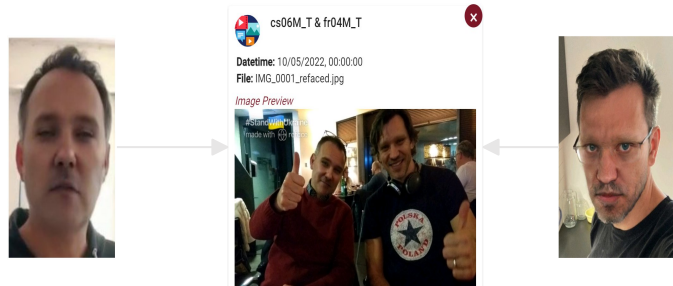 cs06M_T & fr04M_T
x
Datetime: 10/05/2022, 00:00:00
File: IMG_0001_refaced.jpg
Image Preview
#StandWithUkraine
made with
POLSKA
POLAND